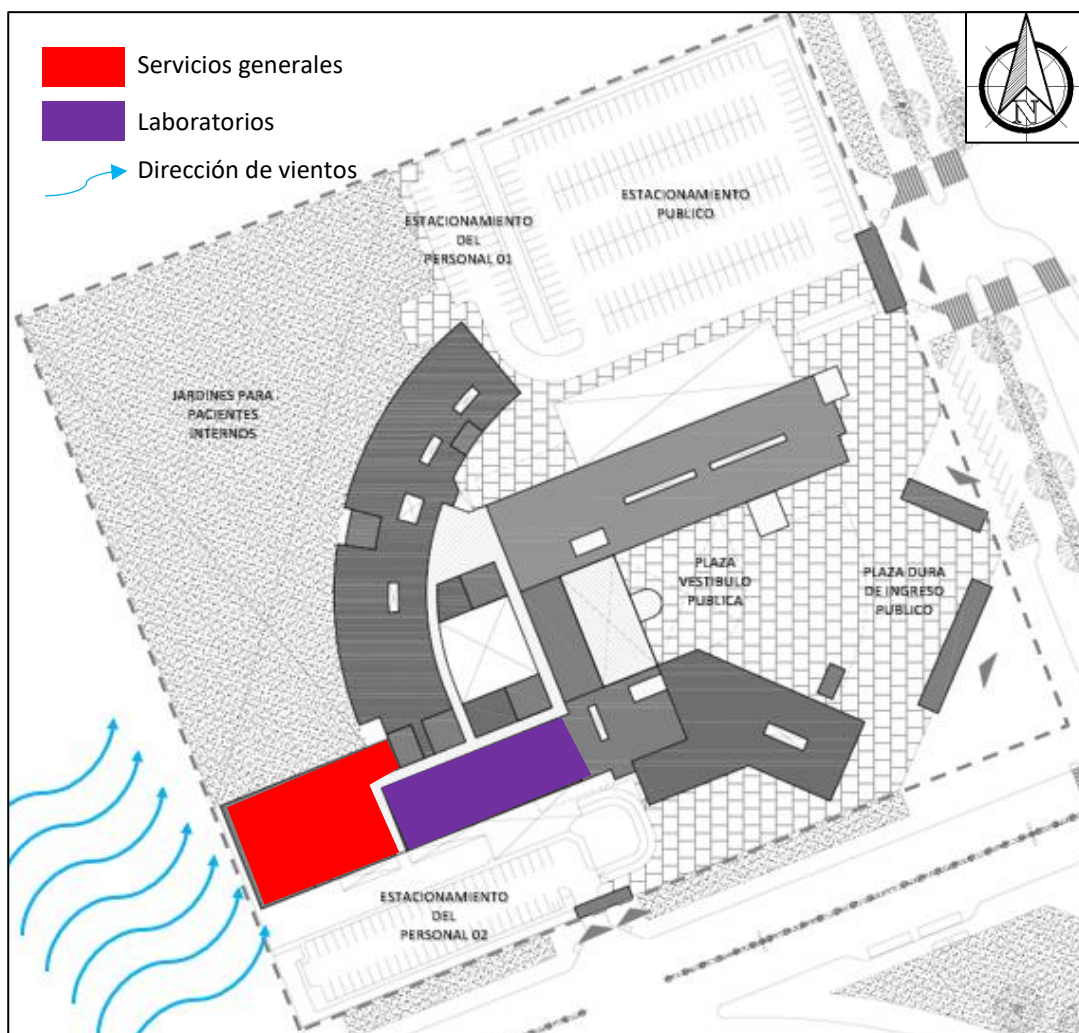 Servicios generales
Laboratorios
Dirección de vientos
N
ESTACIONAMIENTO
DEL
PERSONAL 01
ESTACIONAMIENTO
PUBLICO
JARDINES PARA
PACIENTES
INTERNOS
PLAZA
VESTIBULO
PUBLICA
PLAZA DURA
DE INGRESO
PUBLICO
ESTACIONAMIENTO
DEL
PERSONAL 02